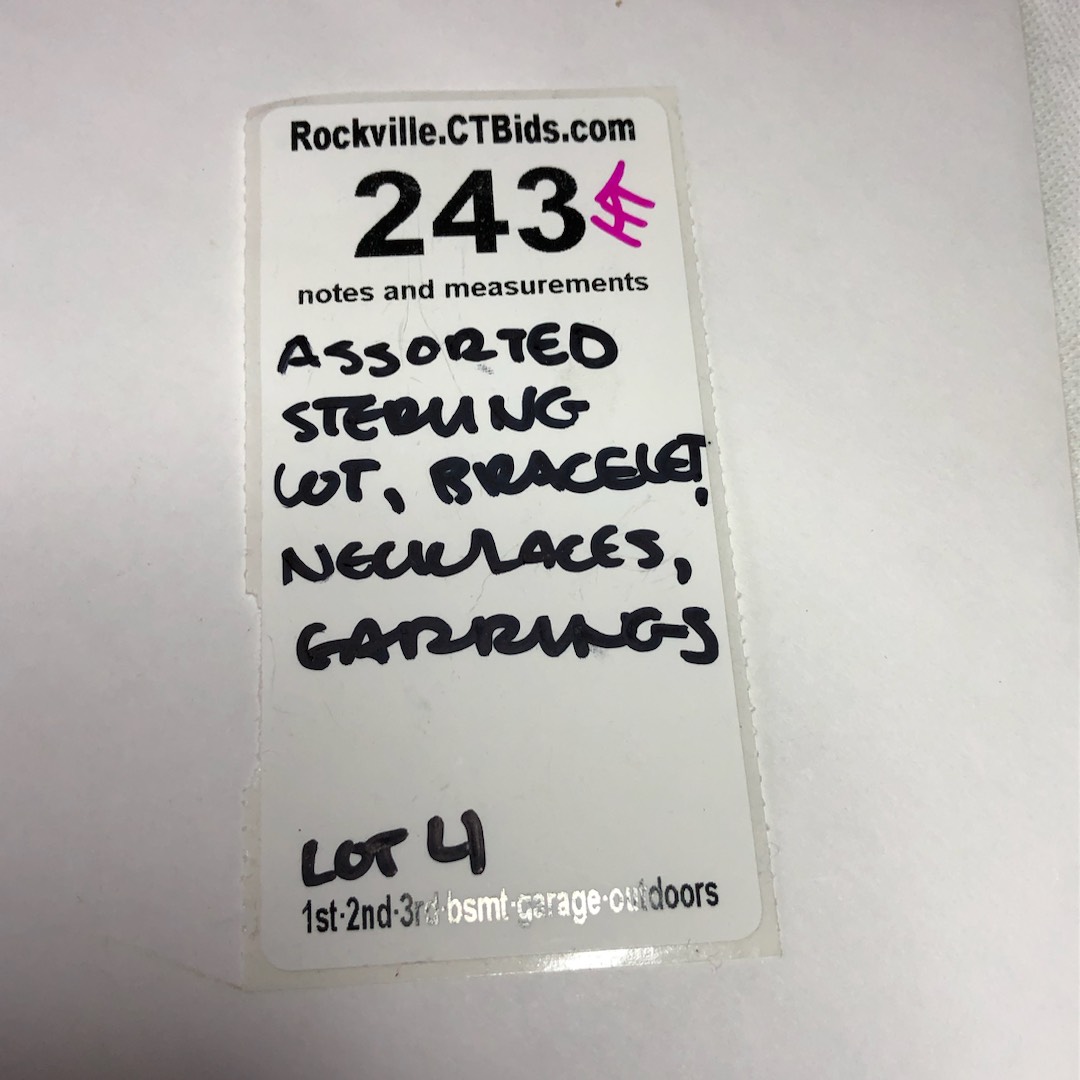 Rockville.CTBids.com
243 HT
notes and measurements
ASSORTED
STERLING
LOT, BRACELET,
NECKLACES,
EARRINGS
LOT 4
1st·2nd·3rd·bsmt·garage·outdoors